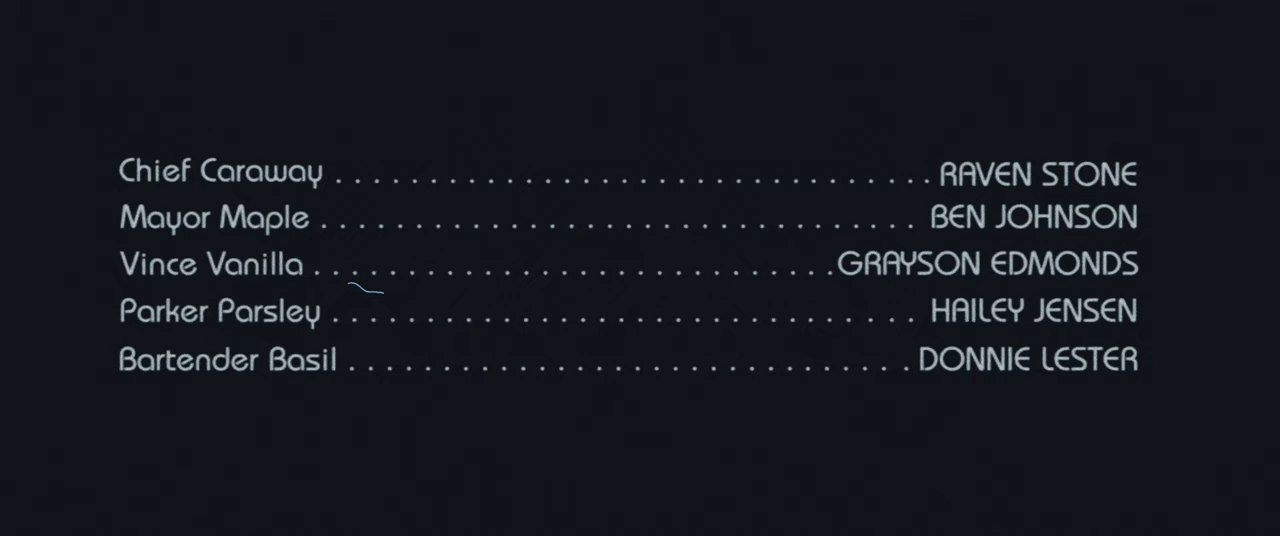 Chief Caraway . . . . . . . . . . . . . . . . . . . . . . . . . . . . . . . . RAVEN STONE
Mayor Maple . . . . . . . . . . . . . . . . . . . . . . . . . . . . . . . . BEN JOHNSON
Vince Vanilla . . . . . . . . . . . . . . . . . . . . . . . . . . . . GRAYSON EDMONDS
Parker Parsley . . . . . . . . . . . . . . . . . . . . . . . . . . . . . . . HAILEY JENSEN
Bartender Basil . . . . . . . . . . . . . . . . . . . . . . . . . . . . . . DONNIE LESTER